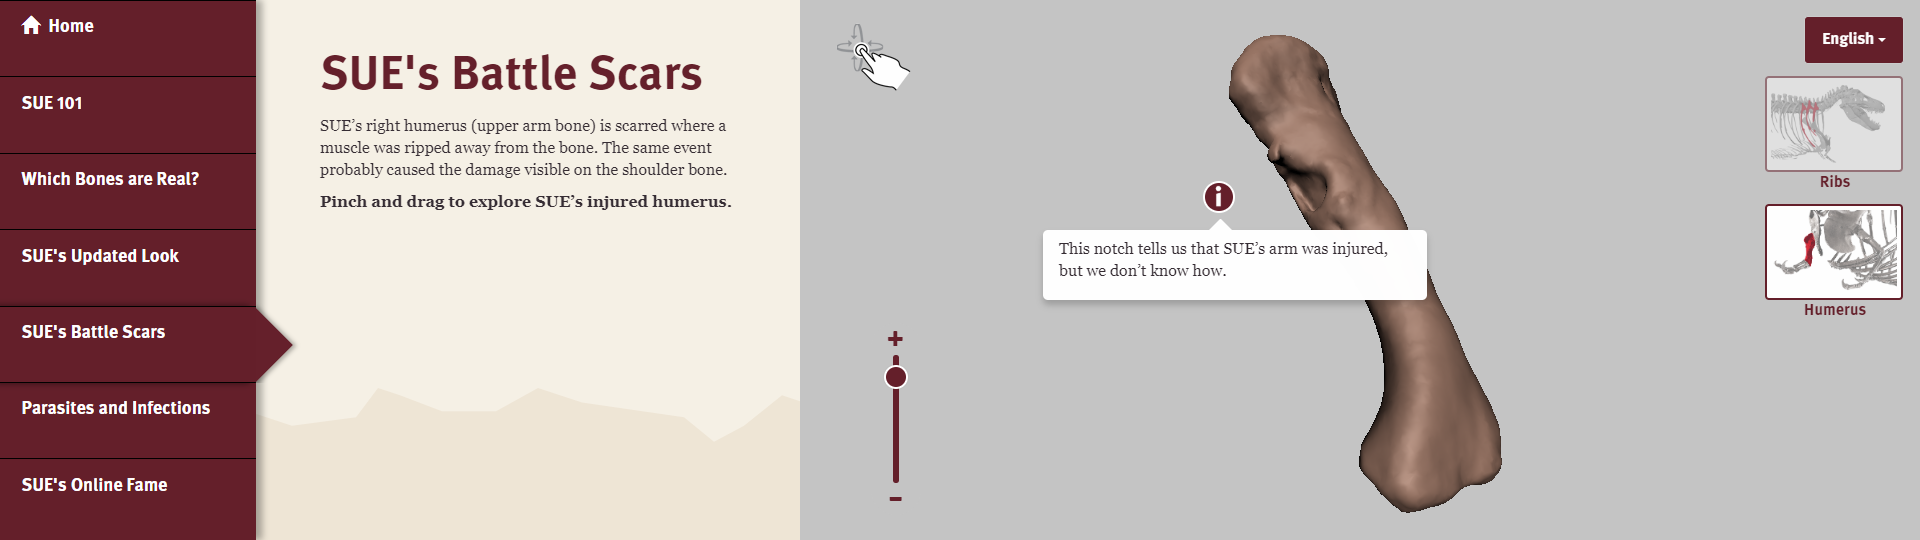 Home
SUE 101
Which Bones are Real?
SUE's Updated Look
SUE's Battle Scars
Parasites and Infections
SUE's Online Fame
SUE's Battle Scars
SUE’s right humerus (upper arm bone) is scarred where a
muscle was ripped away from the bone. The same event
probably caused the damage visible on the shoulder bone.
Pinch and drag to explore SUE’s injured humerus.
i
This notch tells us that SUE’s arm was injured,
but we don’t know how.
+
–
English
Ribs
Humerus